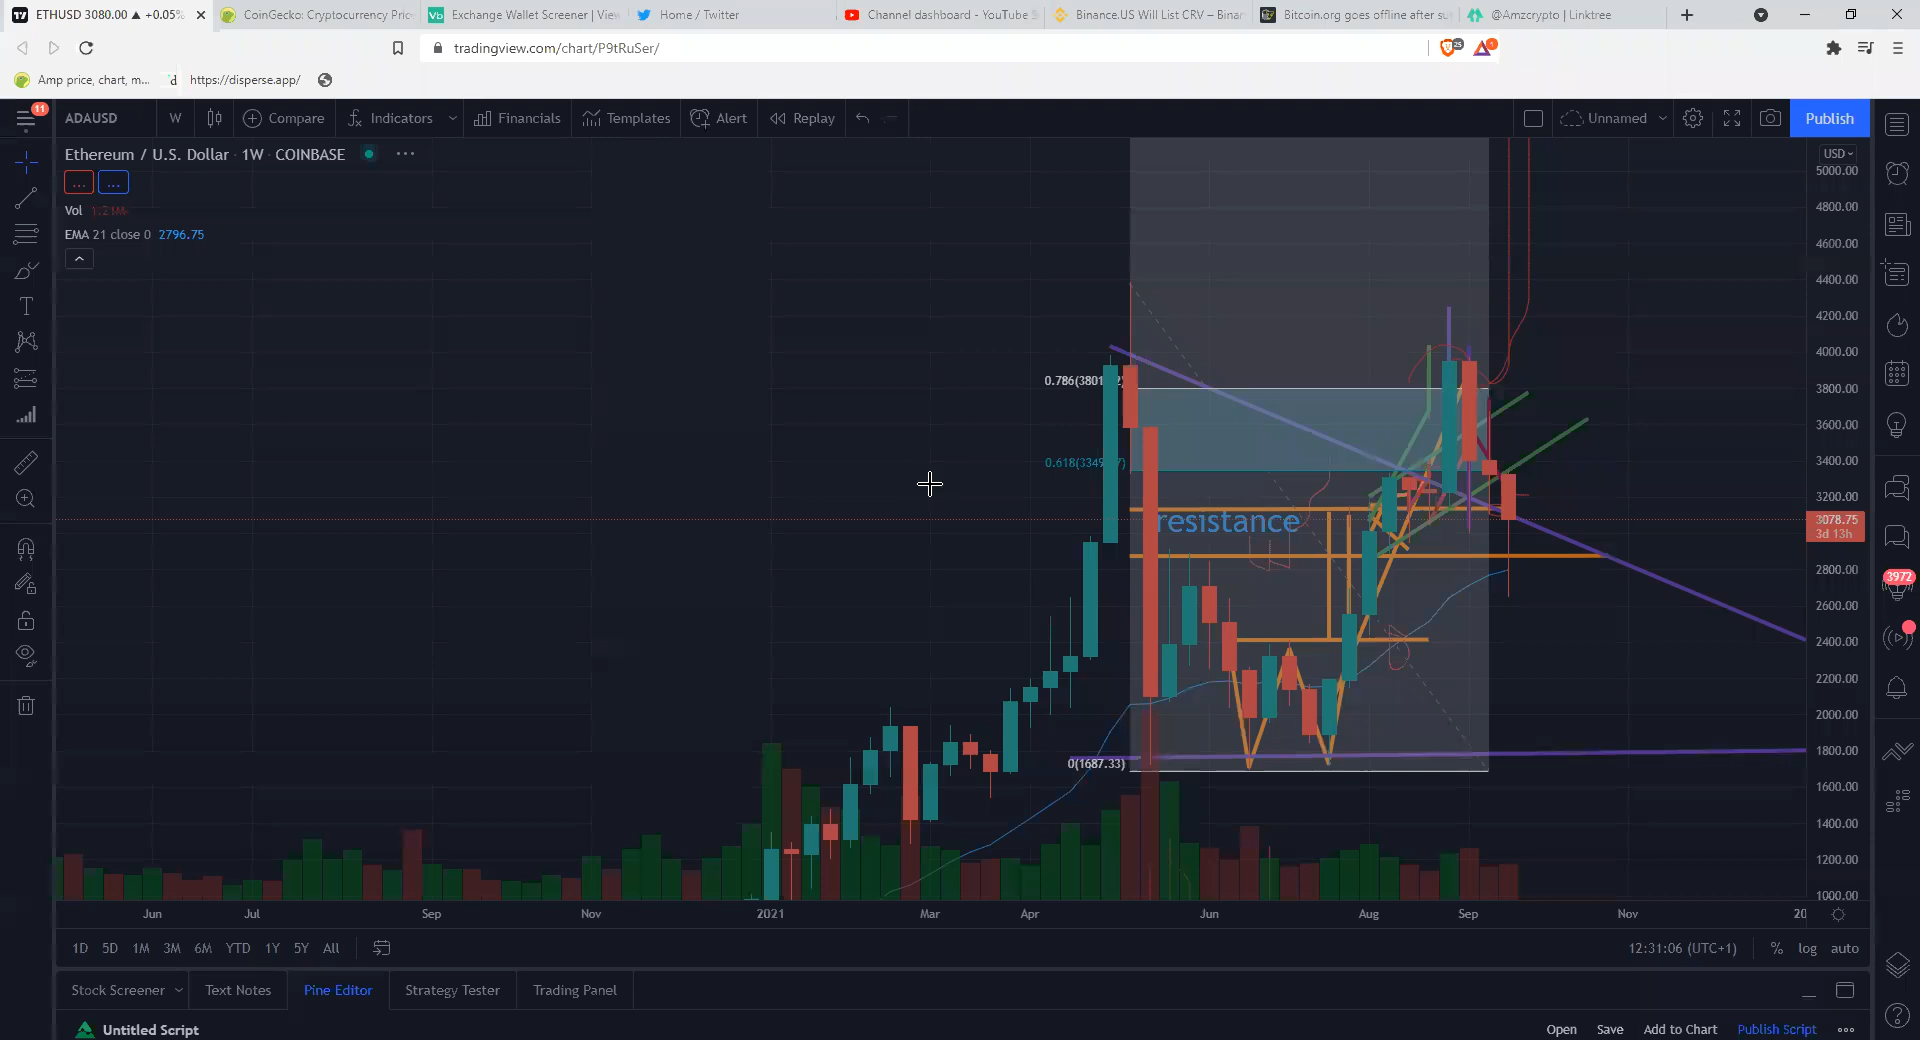 ETHUSD 3080.00 ▲ +0.05%
CoinGecko: Cryptocurrency Pric
Exchange Wallet Screener | View
Home / Twitter
Channel dashboard - YouTube S
Binance.US Will List CRV – Binan
Bitcoin.org goes offline after su
@Amzcrypto | Linktree
tradingview.com/chart/P9tRuSer/
25
1
Amp price, chart, m...
d
https://disperse.app/
11
ADAUSD
W
Compare
Indicators
Financials
Templates
Alert
Replay
Unnamed
Publish
Ethereum / U.S. Dollar · 1W · COINBASE
USD
Vol 1.21M
EMA 21 close 0 2796.75
5000.00
4800.00
4600.00
4400.00
4200.00
4000.00
3800.00
3600.00
3400.00
3200.00
3078.75
3d 13h
2800.00
2600.00
2400.00
2200.00
2000.00
1800.00
1600.00
1400.00
1200.00
1000.00
resistance
0(1687.33)
3972
Jun
Jul
Sep
Nov
2021
Mar
Apr
Jun
Aug
Sep
Nov
20
1D 5D 1M 3M 6M YTD 1Y 5Y All
12:31:06 (UTC+1)
% log auto
Stock Screener
Text Notes
Pine Editor
Strategy Tester
Trading Panel
Untitled Script
Open
Save
Add to Chart
Publish Script